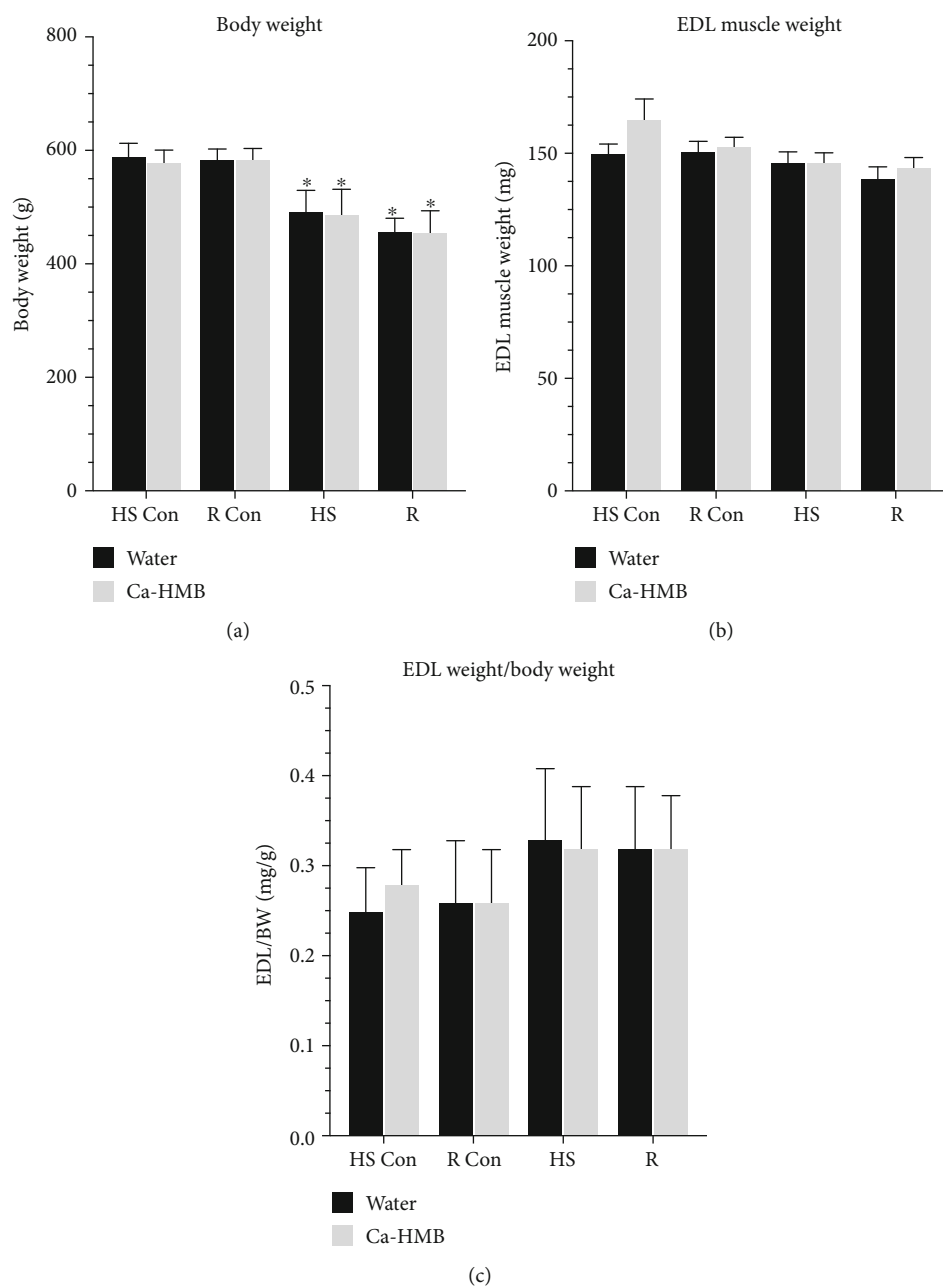 Body weight
800
600
400
200
0
Body weight (g)
* * * *
HS Con R Con HS R
Water
Ca-HMB
(a)
EDL muscle weight
200
150
100
50
0
EDL muscle weight (mg)
HS Con R Con HS R
Water
Ca-HMB
(b)
EDL weight/body weight
0.5
0.4
0.3
0.2
0.1
0.0
EDL/BW (mg/g)
HS Con R Con HS R
Water
Ca-HMB
(c)